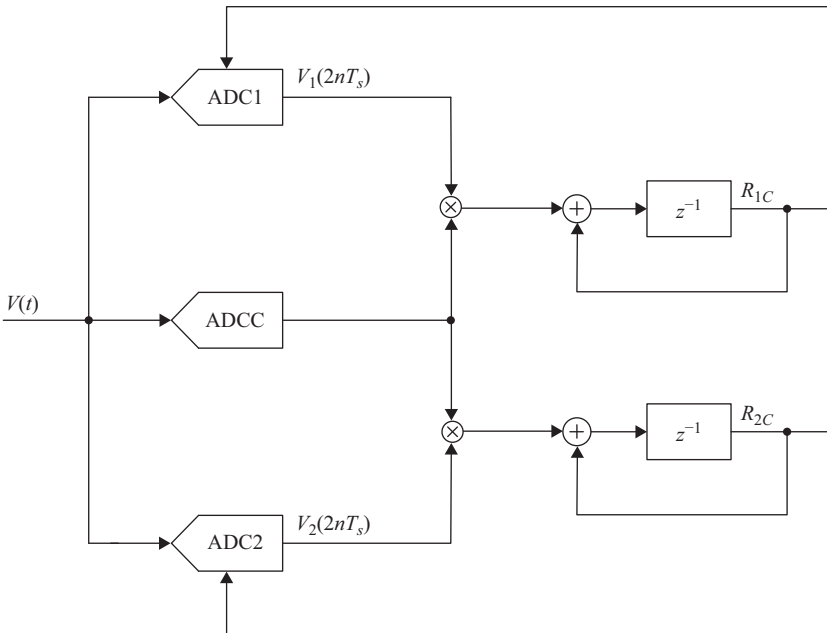 ADC1
V₁(2nTₛ)
z⁻¹
R₁C
V(t)
ADCC
z⁻¹
R₂C
ADC2
V₂(2nTₛ)